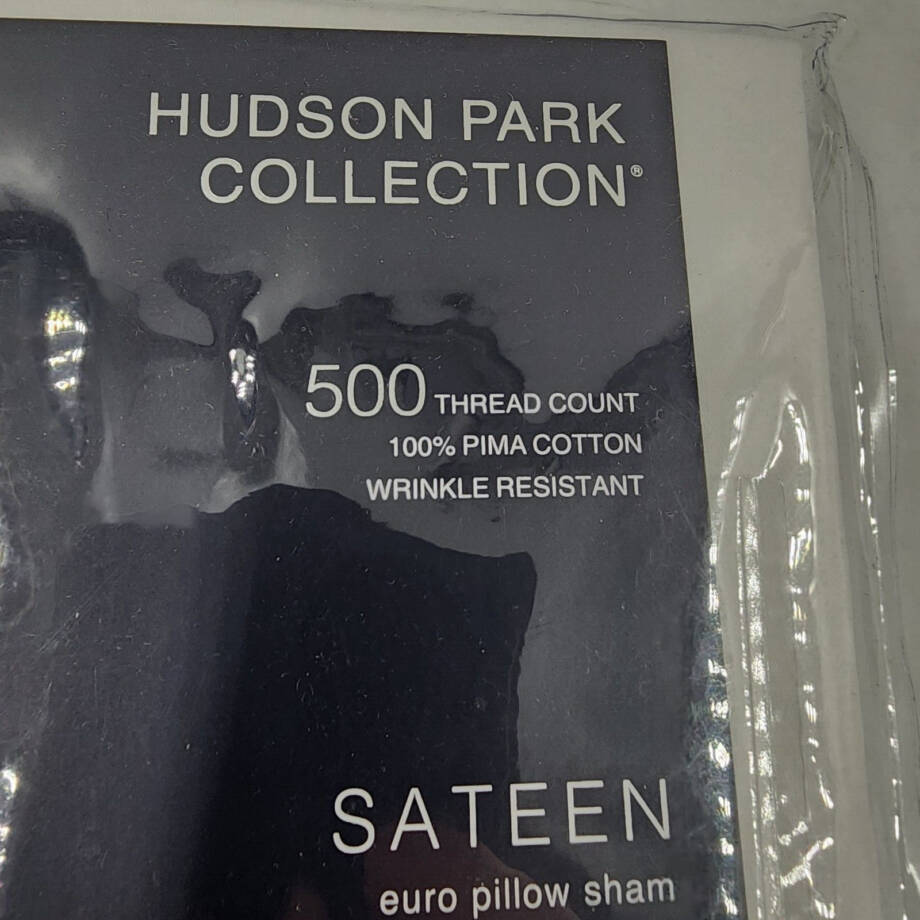 HUDSON PARK
COLLECTION®
500 THREAD COUNT
100% PIMA COTTON
WRINKLE RESISTANT
SATEEN
euro pillow sham